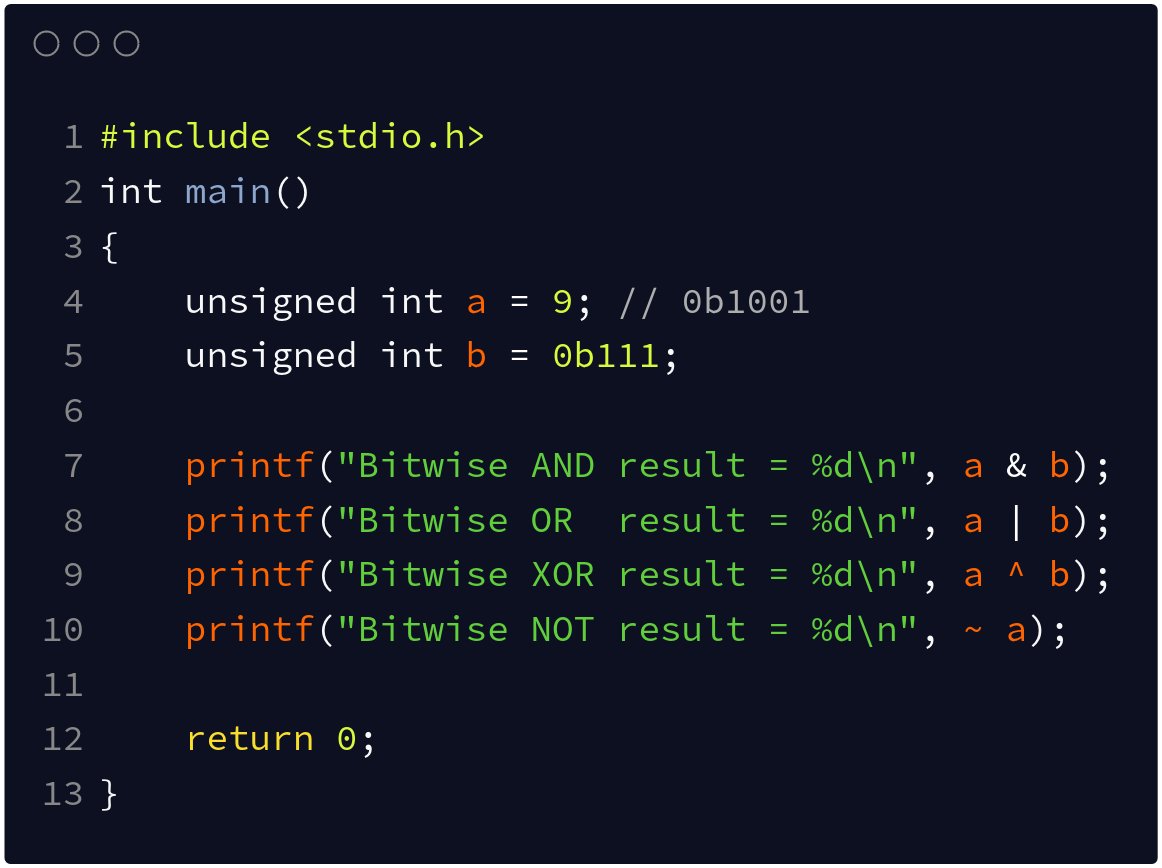 1 #include <stdio.h>
2 int main()
3 {
4     unsigned int a = 9; // 0b1001
5     unsigned int b = 0b111;
6
7     printf("Bitwise AND result = %d\n", a & b);
8     printf("Bitwise OR  result = %d\n", a | b);
9     printf("Bitwise XOR result = %d\n", a ^ b);
10     printf("Bitwise NOT result = %d\n", ~ a);
11
12     return 0;
13 }